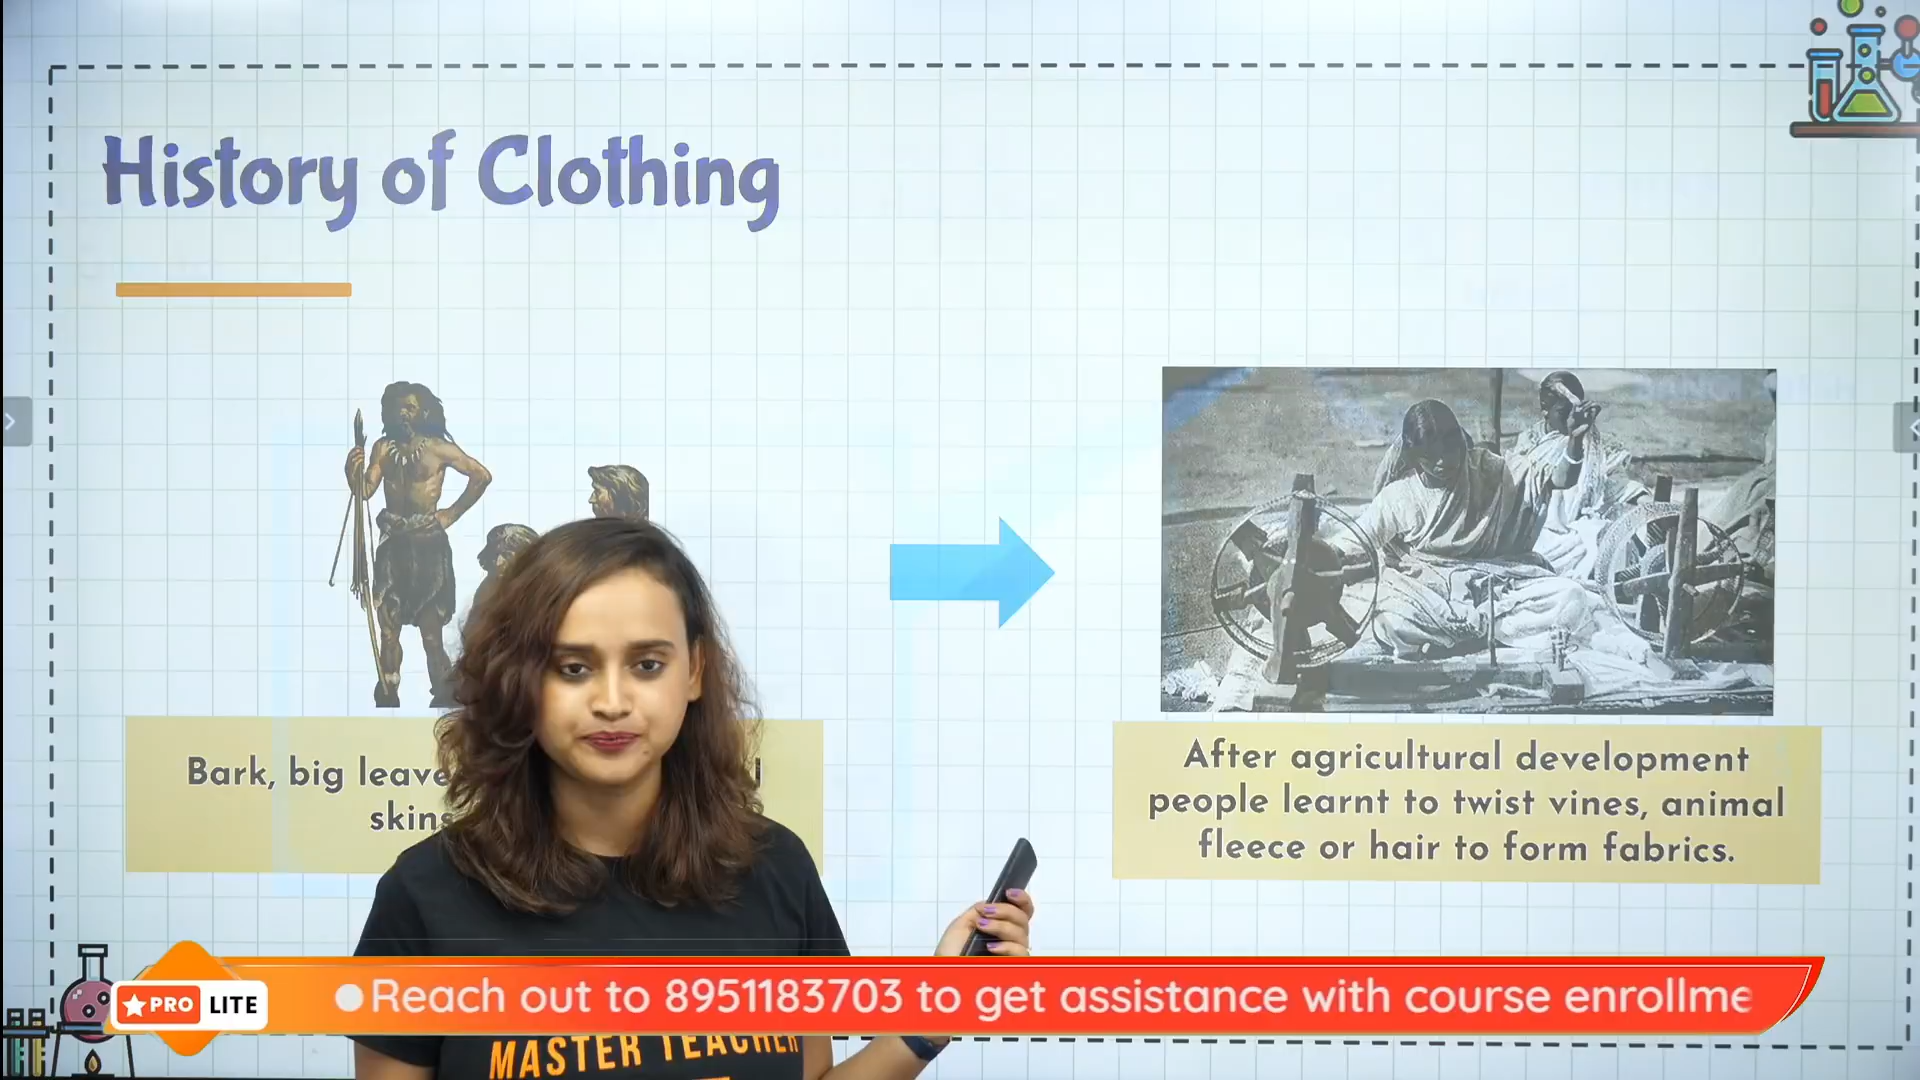 History of Clothing
Bark, big leave
skins
After agricultural development
people learnt to twist vines, animal
fleece or hair to form fabrics.
PRO LITE
Reach out to 8951183703 to get assistance with course enrollme
MASTER TEACHER